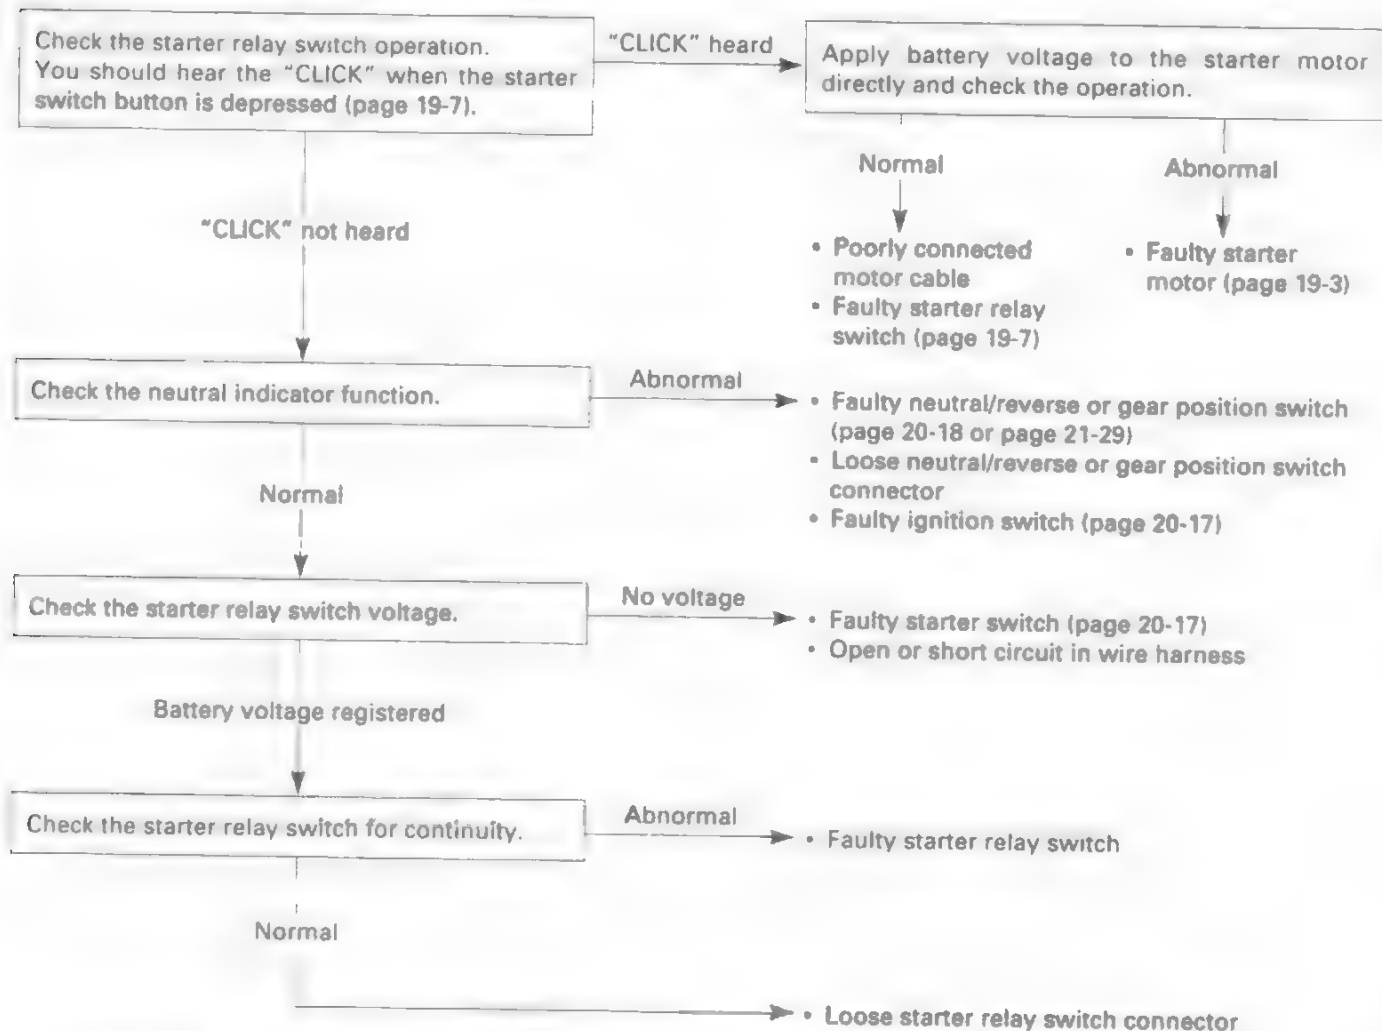 Check the starter relay switch operation.
You should hear the “CLICK” when the starter
switch button is depressed (page 19-7).
“CLICK” heard
Apply battery voltage to the starter motor
directly and check the operation.
Normal
• Poorly connected
motor cable
• Faulty starter relay
switch (page 19-7)
Abnormal
• Faulty starter
motor (page 19-3)
“CLICK” not heard
Check the neutral indicator function.
Abnormal
• Faulty neutral/reverse or gear position switch
(page 20-18 or page 21-29)
• Loose neutral/reverse or gear position switch
connector
• Faulty ignition switch (page 20-17)
Normal
Check the starter relay switch voltage.
No voltage
• Faulty starter switch (page 20-17)
• Open or short circuit in wire harness
Battery voltage registered
Check the starter relay switch for continuity.
Abnormal
• Faulty starter relay switch
Normal
• Loose starter relay switch connector